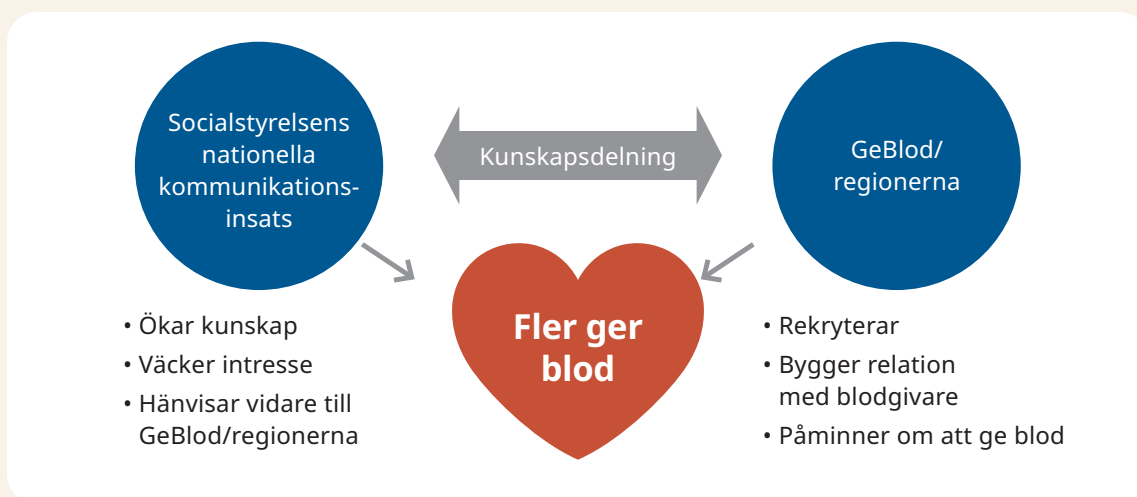 Socialstyrelsens
nationella
kommunikations-
insats
Kunskapsdelning
GeBlod/
regionerna
Fler ger
blod
• Ökar kunskap
• Väcker intresse
• Hänvisar vidare till
GeBlod/regionerna
• Rekryterar
• Bygger relation
med blodgivare
• Påminner om att ge blod